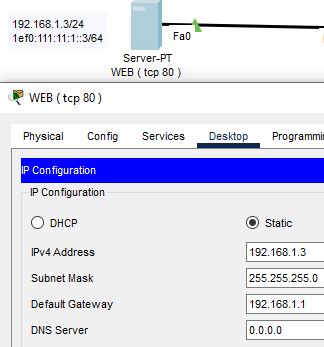 192.168.1.3/24
1ef0:111:11:1::3/64
Fa0
Server-PT
WEB ( tcp 80 )
WEB ( tcp 80 )
Physical Config Services Desktop Programmin
IP Configuration
IP Configuration
DHCP Static
IPv4 Address 192.168.1.3
Subnet Mask 255.255.255.0
Default Gateway 192.168.1.1
DNS Server 0.0.0.0